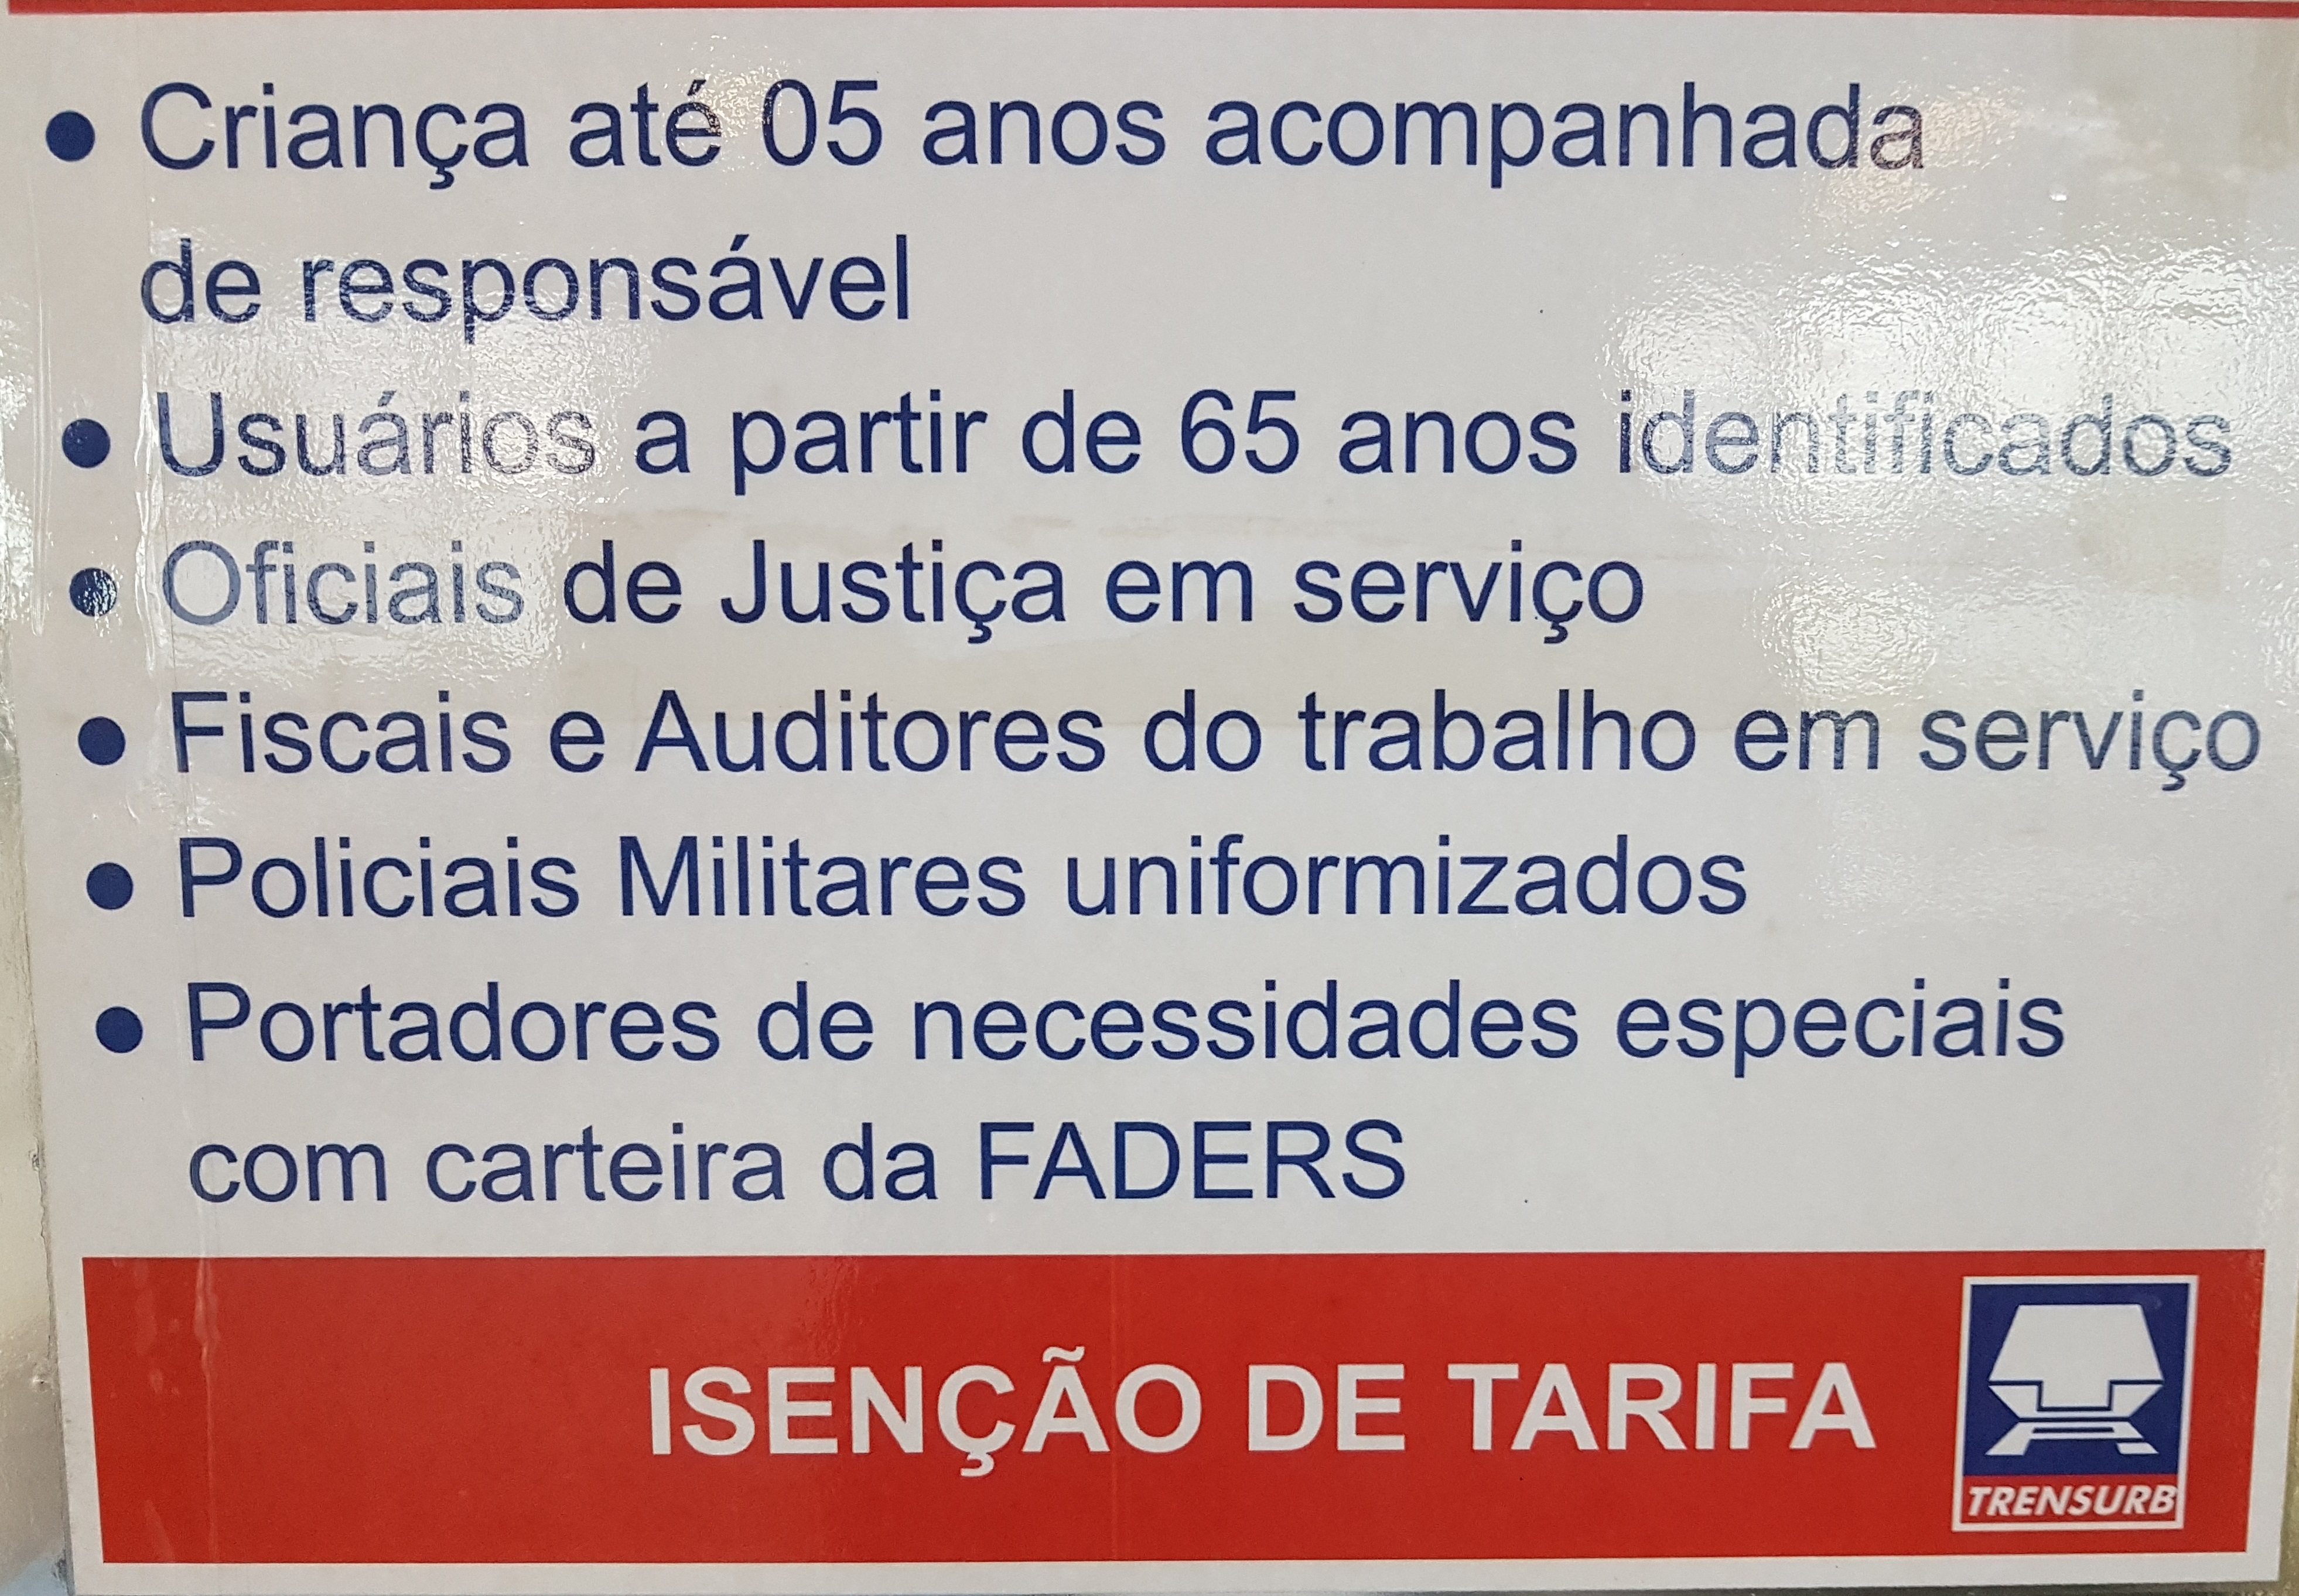 • Criança até 05 anos acompanhada
de responsável
• Usuários a partir de 65 anos identificados
• Oficiais de Justiça em serviço
• Fiscais e Auditores do trabalho em serviço
• Policiais Militares uniformizados
• Portadores de necessidades especiais
com carteira da FADERS
ISENÇÃO DE TARIFA
TRENSURB